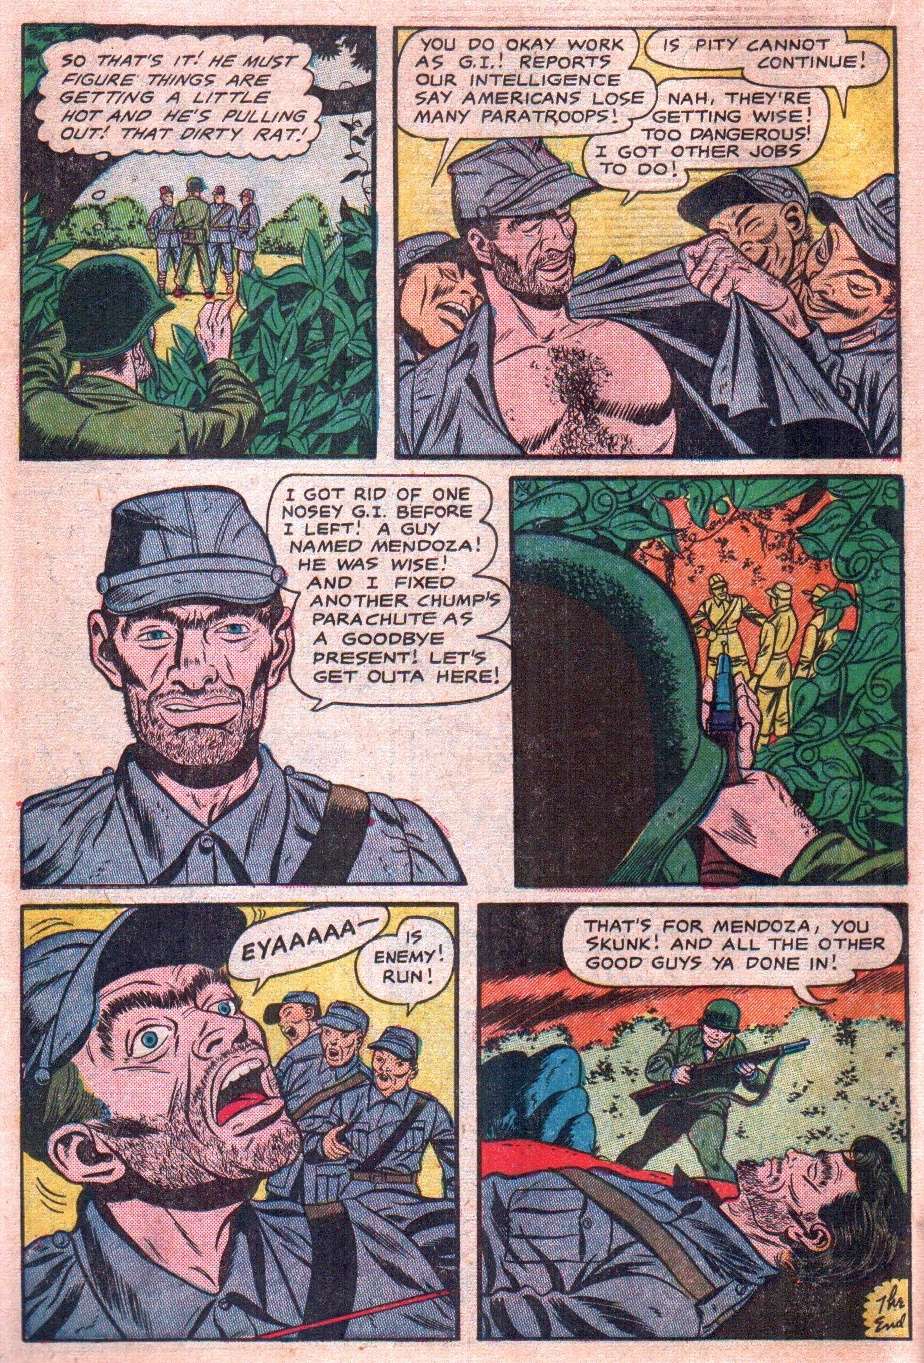 SO THAT'S IT! HE MUST
FIGURE THINGS ARE
GETTING A LITTLE
HOT AND HE'S PULLING
OUT! THAT DIRTY RAT!
YOU DO OKAY WORK
AS G.I.! REPORTS
OUR INTELLIGENCE
SAY AMERICANS LOSE
MANY PARATROOPS!
IS PITY CANNOT
CONTINUE!
NAH, THEY'RE
GETTING WISE!
TOO DANGEROUS!
I GOT OTHER JOBS
TO DO!
I GOT RID OF ONE
NOSEY G.I. BEFORE
I LEFT! A GUY
NAMED MENDOZA!
HE WAS WISE!
AND I FIXED
ANOTHER CHUMP'S
PARACHUTE AS
A GOODBYE
PRESENT! LET'S
GET OUTA HERE!
EYAAAAA—
IS
ENEMY!
RUN!
THAT'S FOR MENDOZA, YOU
SKUNK! AND ALL THE OTHER
GOOD GUYS YA DONE IN!
The
End